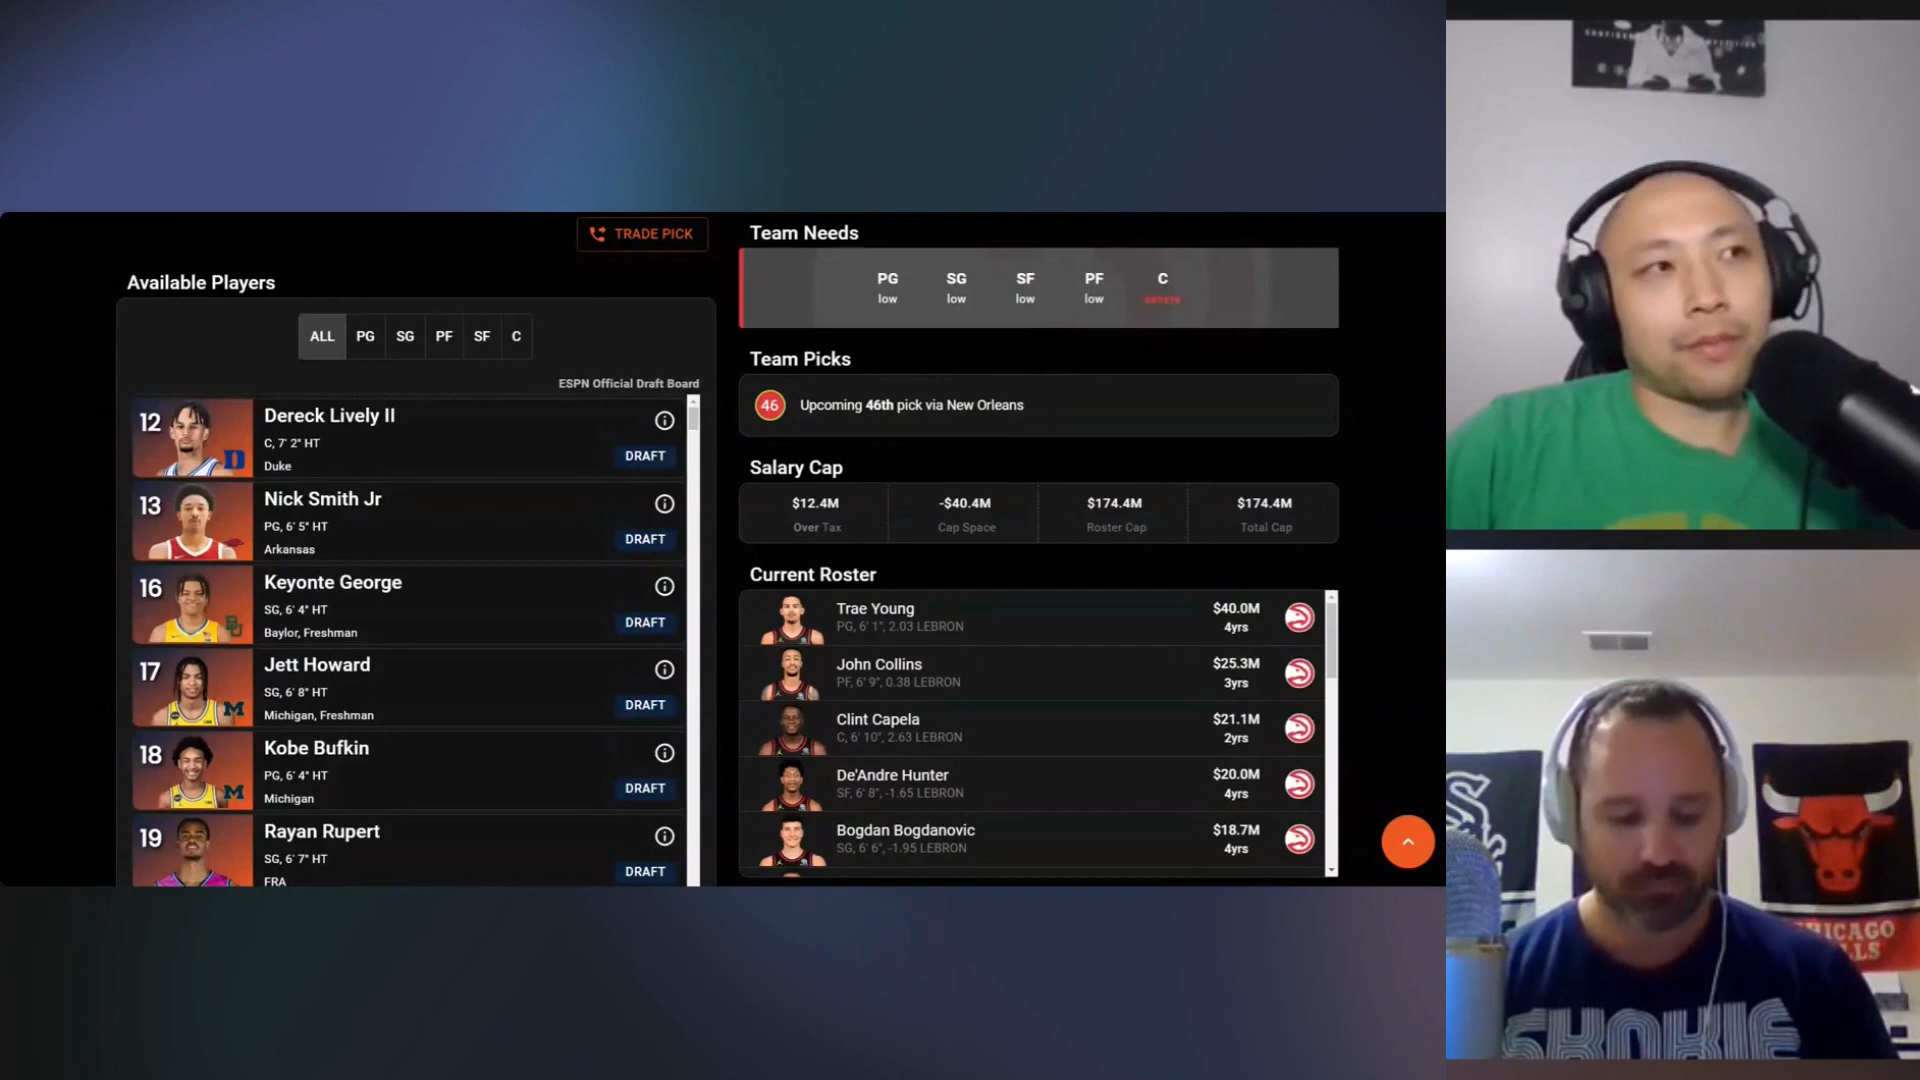 TRADE PICK
Available Players
ALL PG SG PF SF C
ESPN Official Draft Board
12
Dereck Lively II
C, 7' 2" HT
Duke
DRAFT
13
Nick Smith Jr
PG, 6' 5" HT
Arkansas
DRAFT
16
Keyonte George
SG, 6' 4" HT
Baylor, Freshman
DRAFT
17
Jett Howard
SG, 6' 8" HT
Michigan, Freshman
DRAFT
18
Kobe Bufkin
PG, 6' 4" HT
Michigan
DRAFT
19
Rayan Rupert
SG, 6' 7" HT
FRA
DRAFT
Team Needs
PG SG SF PF C
low low low low
Team Picks
46 Upcoming 46th pick via New Orleans
Salary Cap
$12.4M -$40.4M $174.4M $174.4M
Over Tax Cap Space Roster Cap Total Cap
Current Roster
Trae Young $40.0M
PG, 6' 1", 2.03 LEBRON 4yrs
John Collins $25.3M
PF, 6' 9", 0.38 LEBRON 3yrs
Clint Capela $21.1M
C, 6' 10", 2.63 LEBRON 2yrs
De'Andre Hunter $20.0M
SF, 6' 8", -1.65 LEBRON 4yrs
Bogdan Bogdanovic $18.7M
SG, 6' 6", -1.95 LEBRON 4yrs
SKOKIE